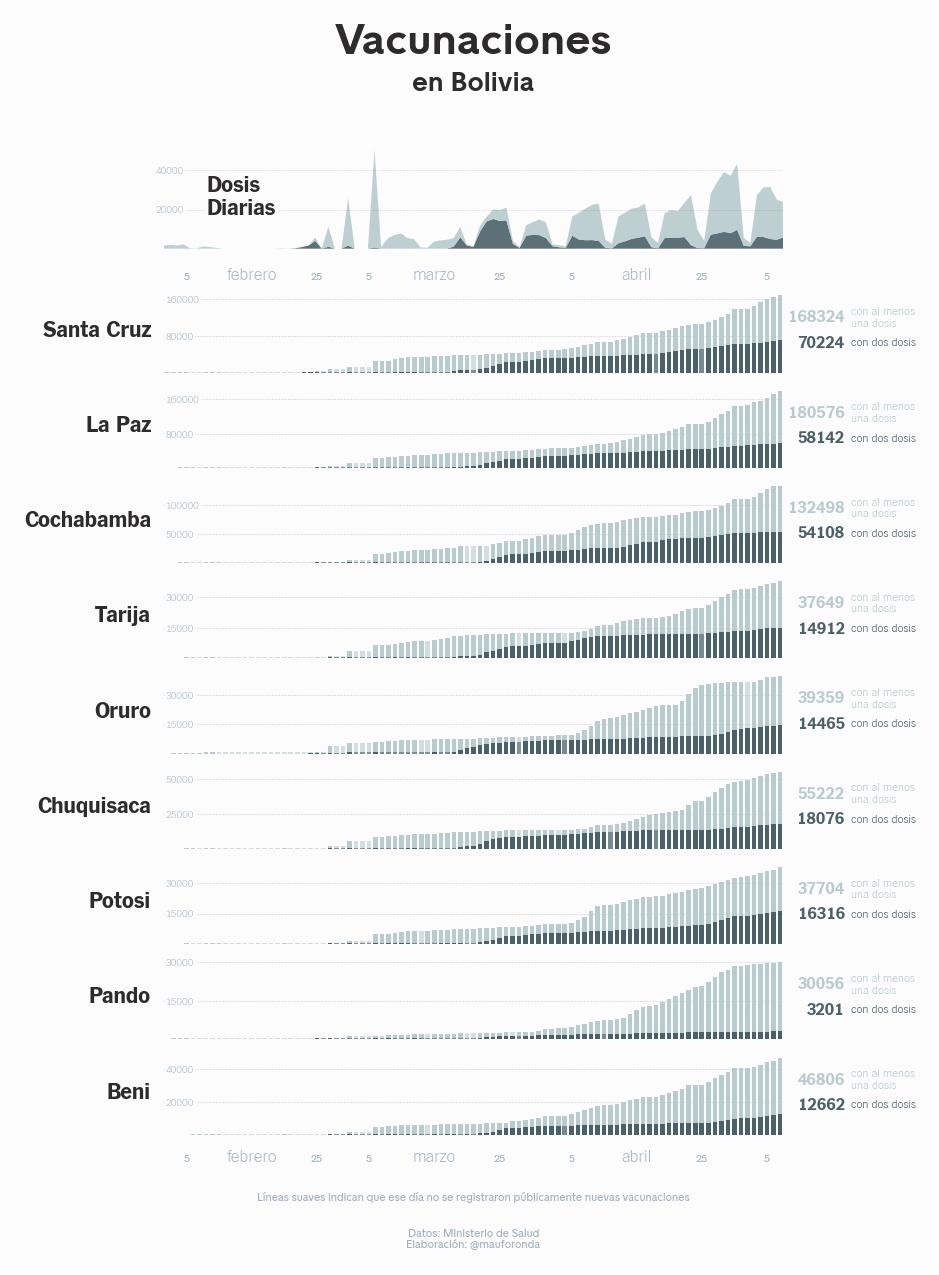 Vacunaciones
en Bolivia
40000
Dosis
Diarias
20000
5 febrero 25 5 marzo 25 5 abril 25 5
160000
Santa Cruz
80000
168324 con al menos
una dosis
70224 con dos dosis
160000
La Paz
80000
180576 con al menos
una dosis
58142 con dos dosis
100000
Cochabamba
50000
132498 con al menos
una dosis
54108 con dos dosis
30000
Tarija
15000
37649 con al menos
una dosis
14912 con dos dosis
30000
Oruro
15000
39359 con al menos
una dosis
14465 con dos dosis
50000
Chuquisaca
25000
55222 con al menos
una dosis
18076 con dos dosis
30000
Potosi
15000
37704 con al menos
una dosis
16316 con dos dosis
30000
Pando
15000
30056 con al menos
una dosis
3201 con dos dosis
40000
Beni
20000
46806 con al menos
una dosis
12662 con dos dosis
5 febrero 25 5 marzo 25 5 abril 25 5
Líneas suaves indican que ese día no se registraron públicamente nuevas vacunaciones
Datos: Ministerio de Salud
Elaboración: @mauforonda